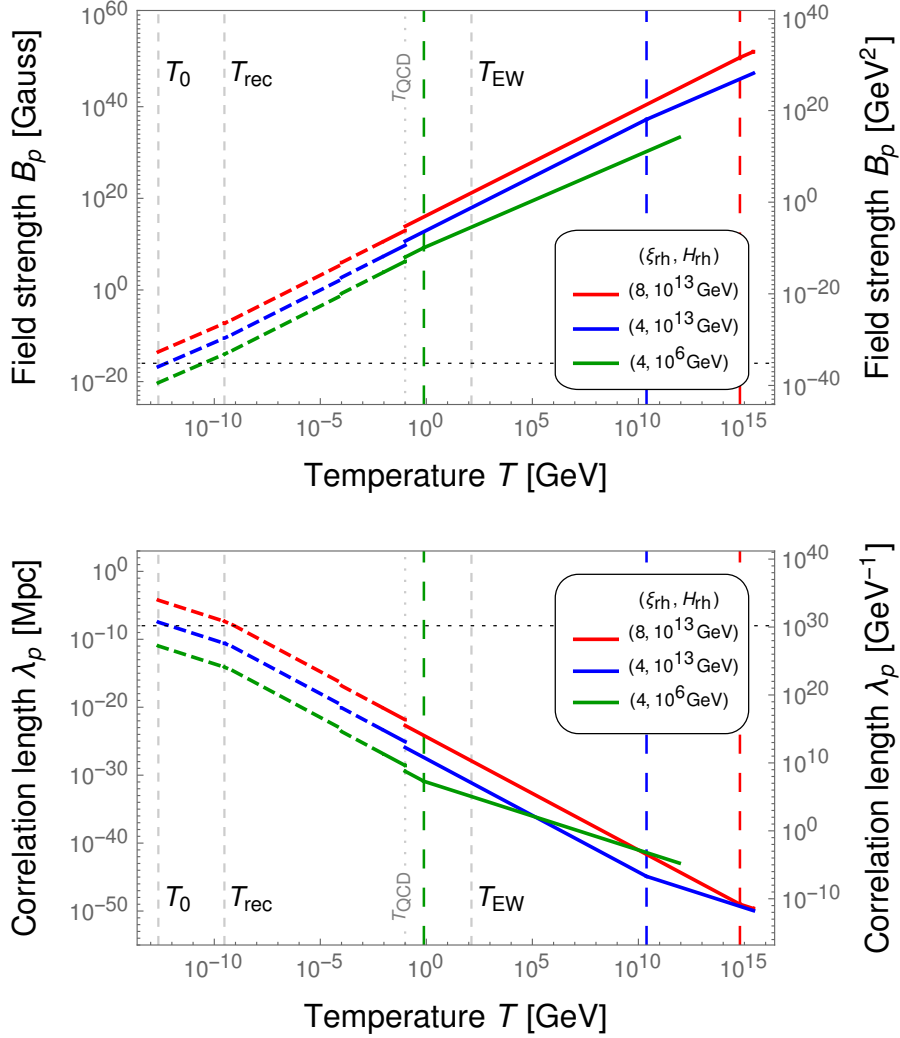 10^60
10^40
10^20
10^0
10^-20
Field strength B_p [Gauss]
T_0
T_rec
T_QCD
T_EW
10^20
10^0
10^-20
10^-40
Field strength B_p [GeV^2]
(ξ_rh, H_rh)
(8, 10^13 GeV)
(4, 10^13 GeV)
(4, 10^6 GeV)
10^-10
10^-5
10^0
10^5
10^10
10^15
Temperature T [GeV]
10^0
10^-10
10^-20
10^-30
10^-40
10^-50
Correlation length λ_p [Mpc]
(ξ_rh, H_rh)
(8, 10^13 GeV)
(4, 10^13 GeV)
(4, 10^6 GeV)
10^40
10^30
10^20
10^10
10^0
10^-10
Correlation length λ_p [GeV^-1]
T_0
T_rec
T_QCD
T_EW
10^-10
10^-5
10^0
10^5
10^10
10^15
Temperature T [GeV]